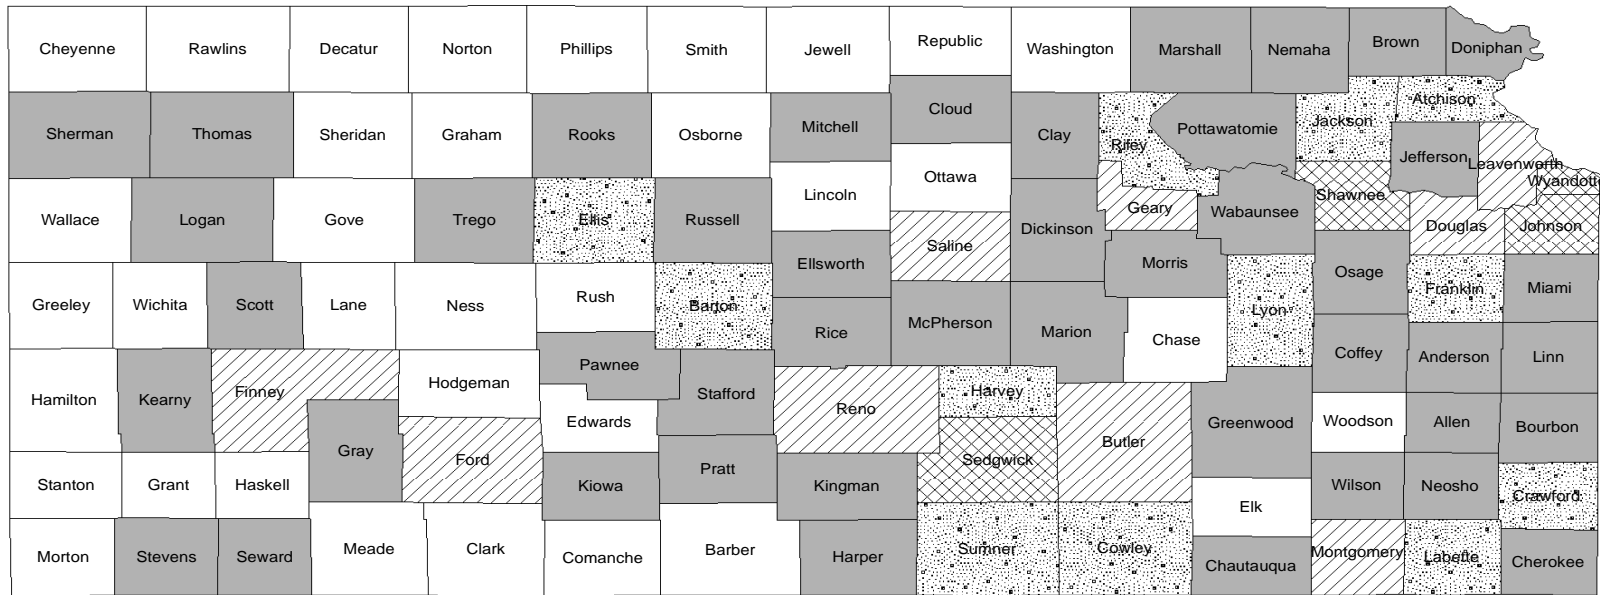 Cheyenne
Rawlins
Decatur
Norton
Phillips
Smith
Jewell
Republic
Washington
Marshall
Nemaha
Brown
Doniphan
Sherman
Thomas
Sheridan
Graham
Rooks
Osborne
Mitchell
Cloud
Clay
Riley
Pottawatomie
Jackson
Atchison
Jefferson
Leavenworth
Wyandotte
Wallace
Logan
Gove
Trego
Ellis
Russell
Lincoln
Ottawa
Saline
Dickinson
Geary
Wabaunsee
Shawnee
Douglas
Johnson
Greeley
Wichita
Scott
Lane
Ness
Rush
Barton
Ellsworth
Rice
McPherson
Marion
Morris
Chase
Lyon
Osage
Franklin
Miami
Hamilton
Kearny
Finney
Gray
Hodgeman
Ford
Pawnee
Edwards
Stafford
Reno
Harvey
Sedgwick
Butler
Greenwood
Coffey
Anderson
Linn
Woodson
Allen
Bourbon
Stanton
Grant
Haskell
Kiowa
Pratt
Kingman
Elk
Wilson
Neosho
Crawford
Morton
Stevens
Seward
Meade
Clark
Comanche
Barber
Harper
Sumner
Cowley
Chautauqua
Montgomery
Labette
Cherokee